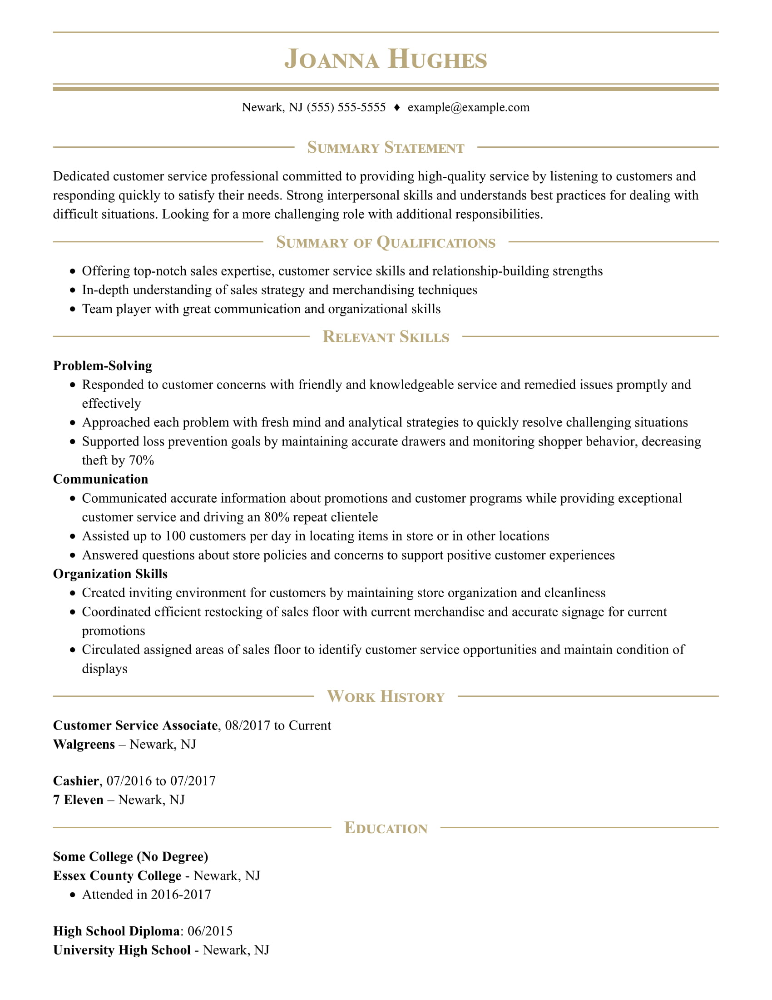 Joanna Hughes
Newark, NJ (555) 555-5555 ♦ example@example.com
Summary Statement
Dedicated customer service professional committed to providing high-quality service by listening to customers and
responding quickly to satisfy their needs. Strong interpersonal skills and understands best practices for dealing with
difficult situations. Looking for a more challenging role with additional responsibilities.
Summary of Qualifications
• Offering top-notch sales expertise, customer service skills and relationship-building strengths
• In-depth understanding of sales strategy and merchandising techniques
• Team player with great communication and organizational skills
Relevant Skills
Problem-Solving
• Responded to customer concerns with friendly and knowledgeable service and remedied issues promptly and
effectively
• Approached each problem with fresh mind and analytical strategies to quickly resolve challenging situations
• Supported loss prevention goals by maintaining accurate drawers and monitoring shopper behavior, decreasing
theft by 70%
Communication
• Communicated accurate information about promotions and customer programs while providing exceptional
customer service and driving an 80% repeat clientele
• Assisted up to 100 customers per day in locating items in store or in other locations
• Answered questions about store policies and concerns to support positive customer experiences
Organization Skills
• Created inviting environment for customers by maintaining store organization and cleanliness
• Coordinated efficient restocking of sales floor with current merchandise and accurate signage for current
promotions
• Circulated assigned areas of sales floor to identify customer service opportunities and maintain condition of
displays
Work History
Customer Service Associate, 08/2017 to Current
Walgreens – Newark, NJ
Cashier, 07/2016 to 07/2017
7 Eleven – Newark, NJ
Education
Some College (No Degree)
Essex County College - Newark, NJ
• Attended in 2016-2017
High School Diploma: 06/2015
University High School - Newark, NJ